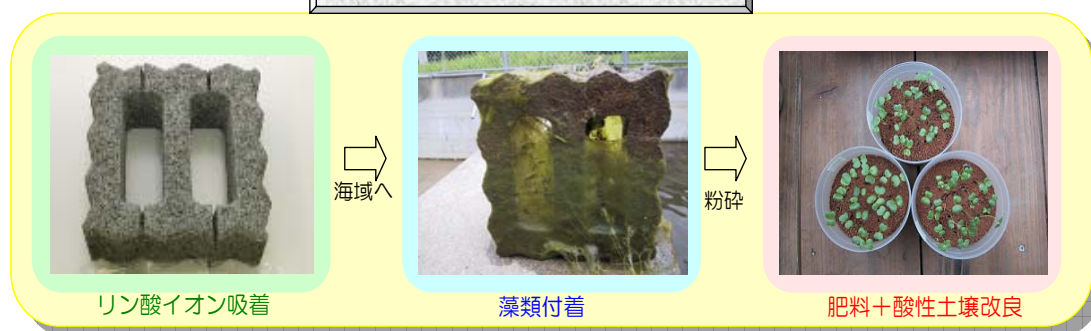 海域へ
粉砕
リン酸イオン吸着
藻類付着
肥料＋酸性土壌改良